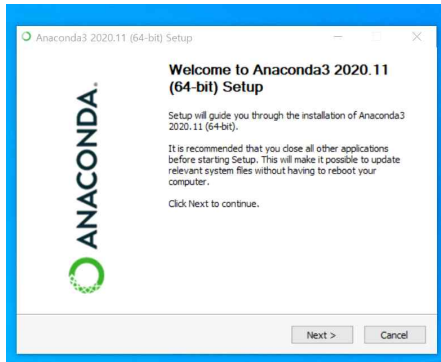 Anaconda3 2020.11 (64-bit) Setup
Welcome to Anaconda3 2020.11
(64-bit) Setup
Setup will guide you through the installation of Anaconda3
2020.11 (64-bit).
It is recommended that you close all other applications
before starting Setup. This will make it possible to update
relevant system files without having to reboot your
computer.
Click Next to continue.
ANACONDA.
Next >
Cancel